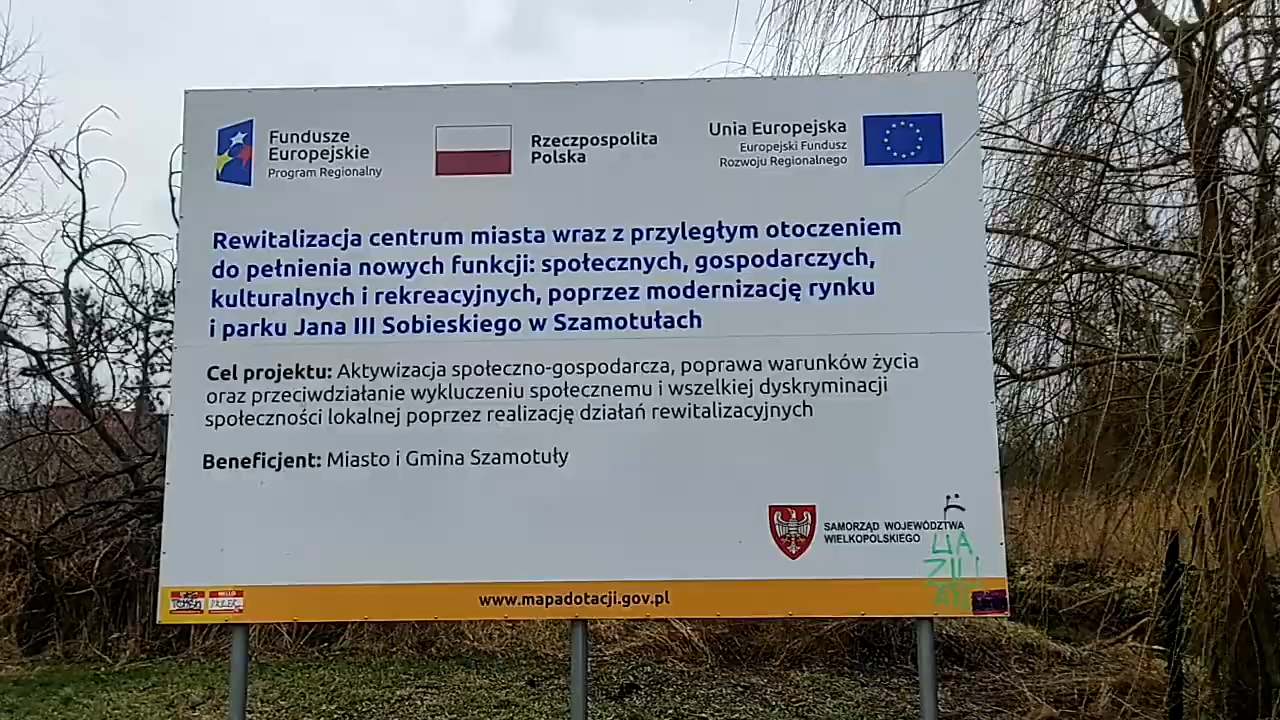 Fundusze
Europejskie
Program Regionalny
Rzeczpospolita
Polska
Unia Europejska
Europejski Fundusz
Rozwoju Regionalnego
Rewitalizacja centrum miasta wraz z przyległym otoczeniem
do pełnienia nowych funkcji: społecznych, gospodarczych,
kulturalnych i rekreacyjnych, poprzez modernizację rynku
i parku Jana III Sobieskiego w Szamotułach
Cel projektu: Aktywizacja społeczno-gospodarcza, poprawa warunków życia
oraz przeciwdziałanie wykluczeniu społecznemu i wszelkiej dyskryminacji
społeczności lokalnej poprzez realizację działań rewitalizacyjnych
Beneficjent: Miasto i Gmina Szamotuły
SAMORZĄD WOJEWÓDZTWA
WIELKOPOLSKIEGO
www.mapadotacji.gov.pl